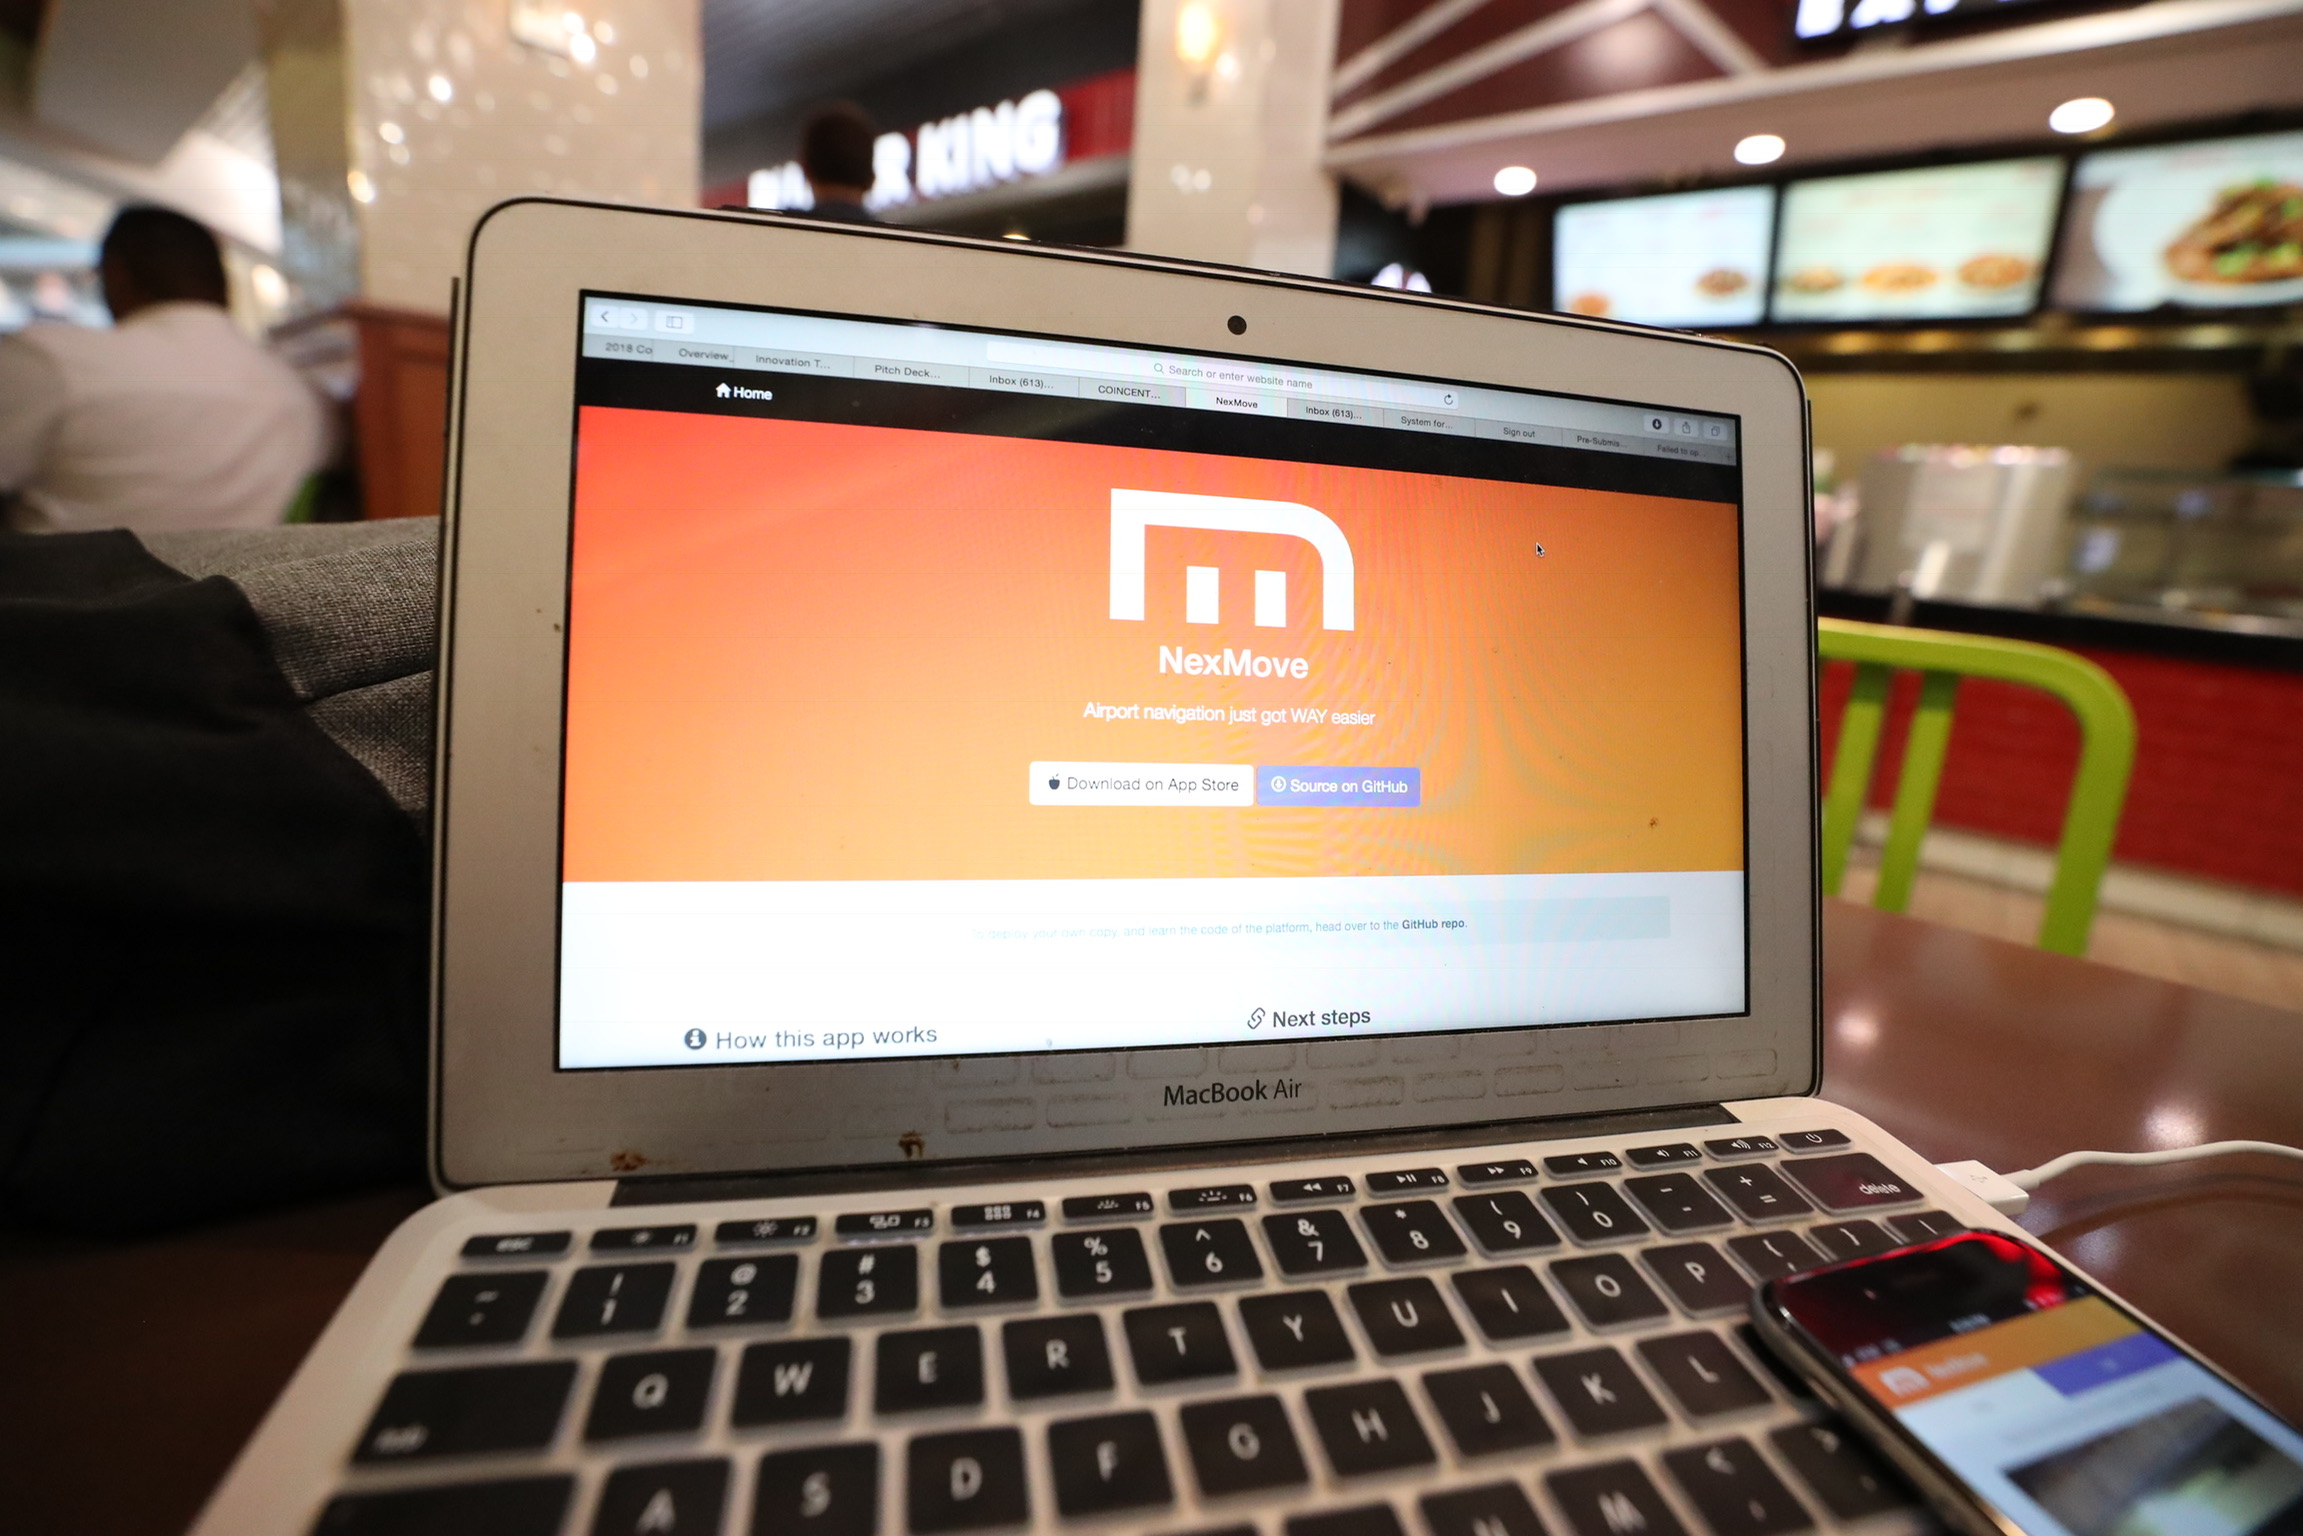 KING
Search or enter website name
2018 Co
Overview
Innovation T...
Pitch Deck...
Inbox (613)...
COINCENT...
NexMove
Inbox (613)...
System for...
Sign out
Pre-Submis...
Failed to op...
Home
NexMove
Airport navigation just got WAY easier
Download on App Store
Source on GitHub
To deploy your own copy, and learn the code of the platform, head over to the GitHub repo.
How this app works
Next steps
MacBook Air
esc F1 F2 F3 F4 F5 F6 F7 F8 F9 F10 F11 F12
~ ! 1 @ 2 # 3 $ 4 % 5 ^ 6 & 7 * 8 ( 9 ) 0 _ - + = delete
tab Q W E R T Y U I O P { }
A S D F G H J K L
M < >
NexMove